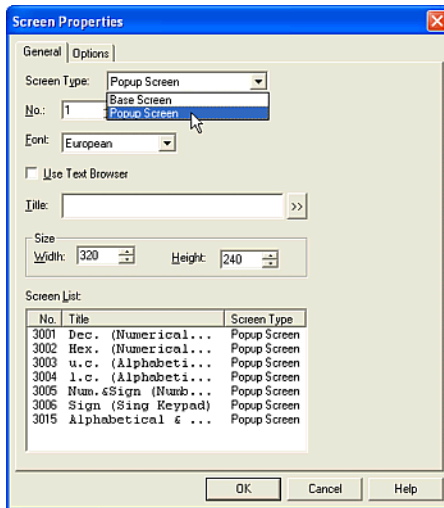 Screen Properties
General Options
Screen Type: Popup Screen
Base Screen
Popup Screen
No.: 1
Font: European
Use Text Browser
Title: >>
Size
Width: 320 Height: 240
Screen List:
No. Title Screen Type
3001 Dec. (Numerical... Popup Screen
3002 Hex. (Numerical... Popup Screen
3003 u.c. (Alphabeti... Popup Screen
3004 l.c. (Alphabeti... Popup Screen
3005 Num.&Sign (Numb... Popup Screen
3006 Sign (Sing Keypad) Popup Screen
3015 Alphabetical & ... Popup Screen
OK Cancel Help